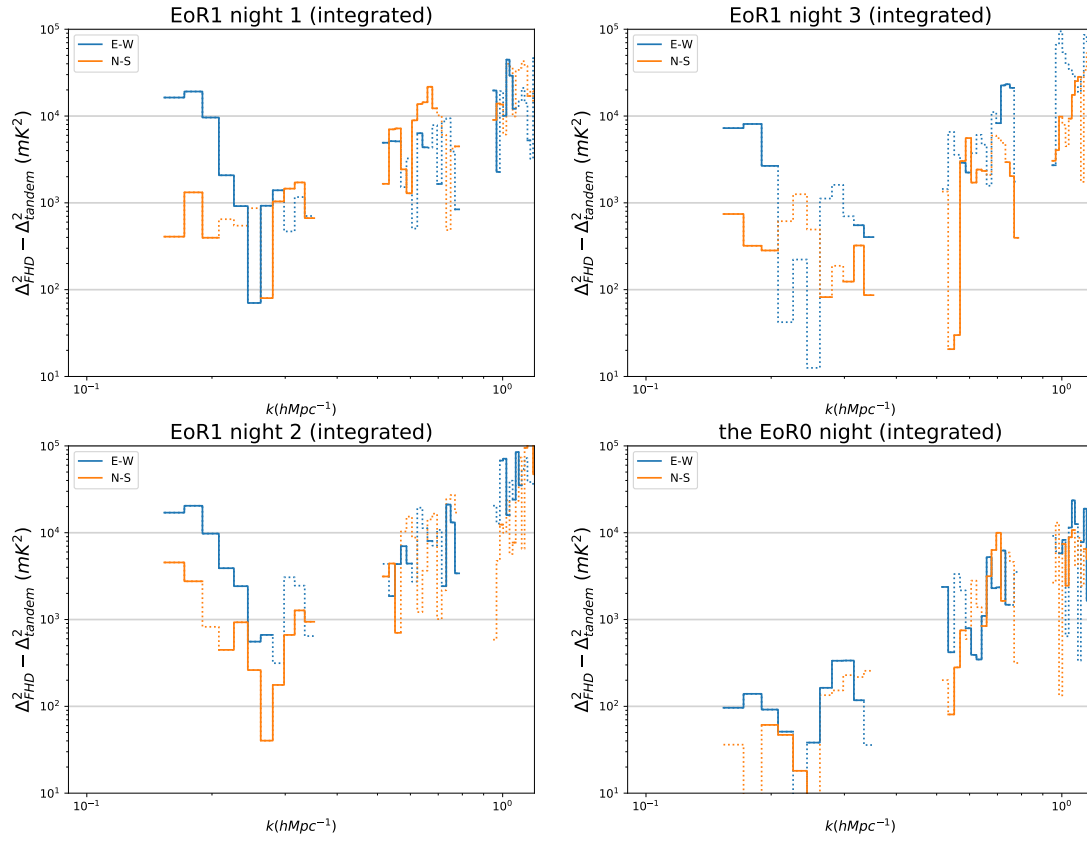 EoR1 night 1 (integrated)
E-W
N-S
10^5
10^4
10^3
10^2
10^1
Δ²_FHD − Δ²_tandem (mK²)
10^−1
10^0
k(hMpc^−1)
EoR1 night 3 (integrated)
E-W
N-S
10^5
10^4
10^3
10^2
10^1
Δ²_FHD − Δ²_tandem (mK²)
10^−1
10^0
k(hMpc^−1)
EoR1 night 2 (integrated)
E-W
N-S
10^5
10^4
10^3
10^2
10^1
Δ²_FHD − Δ²_tandem (mK²)
10^−1
10^0
k(hMpc^−1)
the EoR0 night (integrated)
E-W
N-S
10^5
10^4
10^3
10^2
10^1
Δ²_FHD − Δ²_tandem (mK²)
10^−1
10^0
k(hMpc^−1)